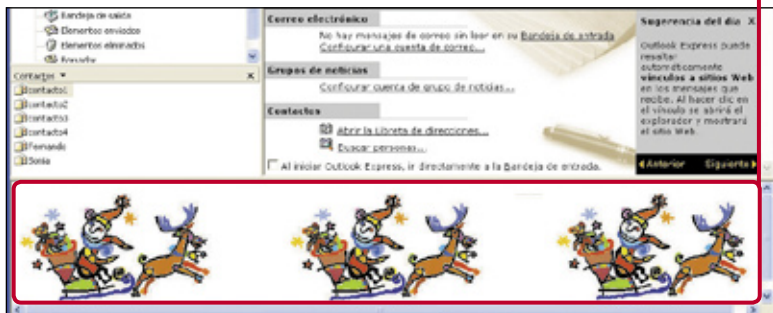 Bandeja de salida
Elementos enviados
Elementos eliminados
Borrador
Contactos
contacto1
contacto2
contacto3
contacto4
Fernando
Sonia
Correo electrónico
No hay mensajes de correo sin leer en su Bandeja de entrada
Configurar una cuenta de correo...
Grupos de noticias
Configurar cuenta de grupo de noticias...
Contactos
Abrir la Libreta de direcciones...
Buscar personas...
Al iniciar Outlook Express, ir directamente a la Bandeja de entrada.
Sugerencia del día X
Outlook Express puede
resaltar
automáticamente
vínculos a sitios Web
en los mensajes que
recibe. Al hacer clic en
el vínculo se abrirá el
explorador y mostrará
el sitio Web.
Anterior Siguiente